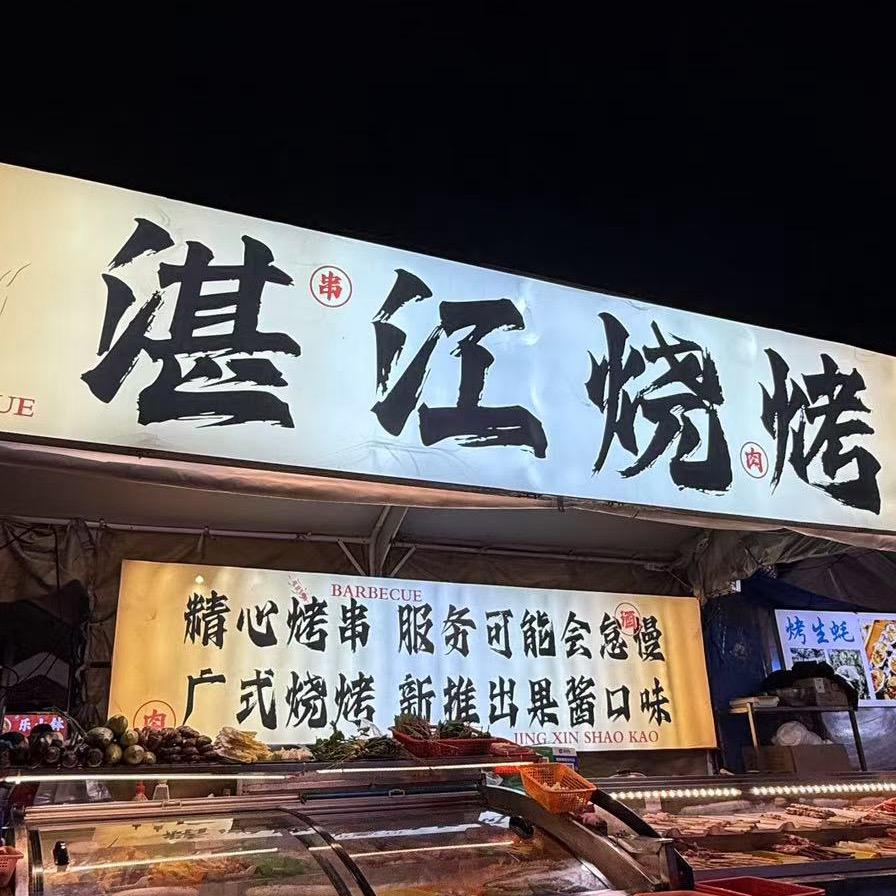 湛江烧烤
串
肉
UE
BARBECUE
精心烤串 服务可能会怠慢
酒
广式烧烤 新推出果酱口味
肉
JING XIN SHAO KAO
烤生蚝